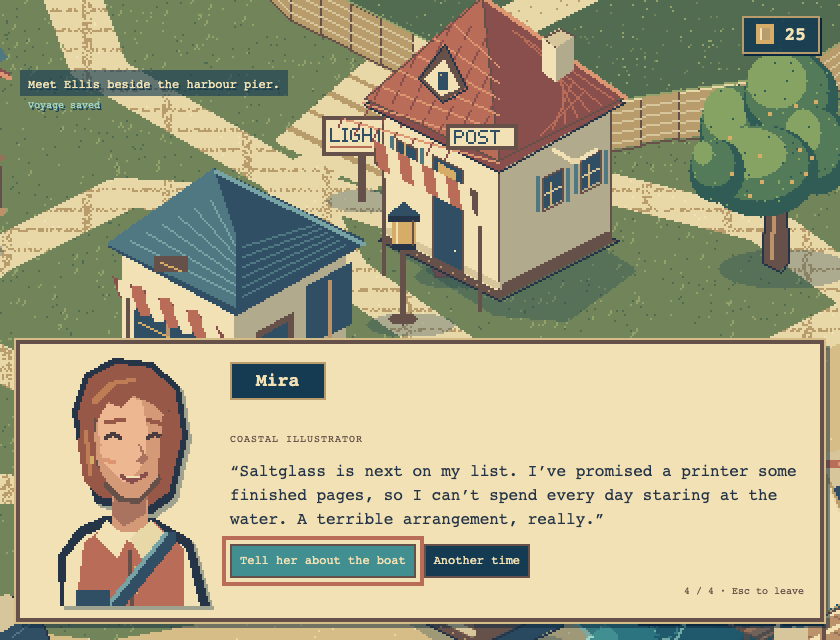 25
Meet Ellis beside the harbour pier.
Voyage saved
POST
Mira
COASTAL ILLUSTRATOR
“Saltglass is next on my list. I’ve promised a printer some
finished pages, so I can’t spend every day staring at the
water. A terrible arrangement, really.”
Tell her about the boat
Another time
4 / 4 · Esc to leave